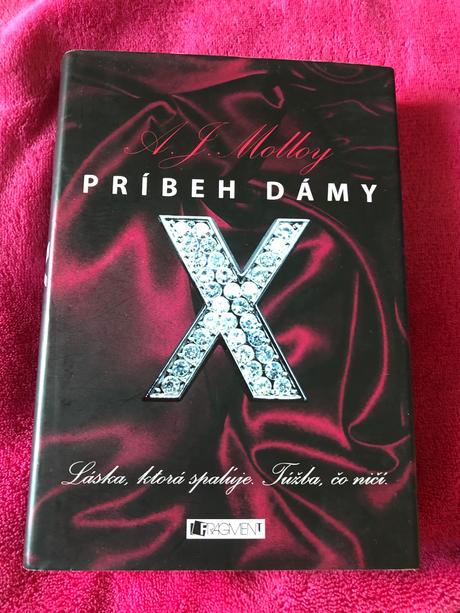 A. J. Molloy
PRÍBEH DÁMY
X
Láska, ktorá spaľuje. Túžba, čo ničí.
FRAGMENT